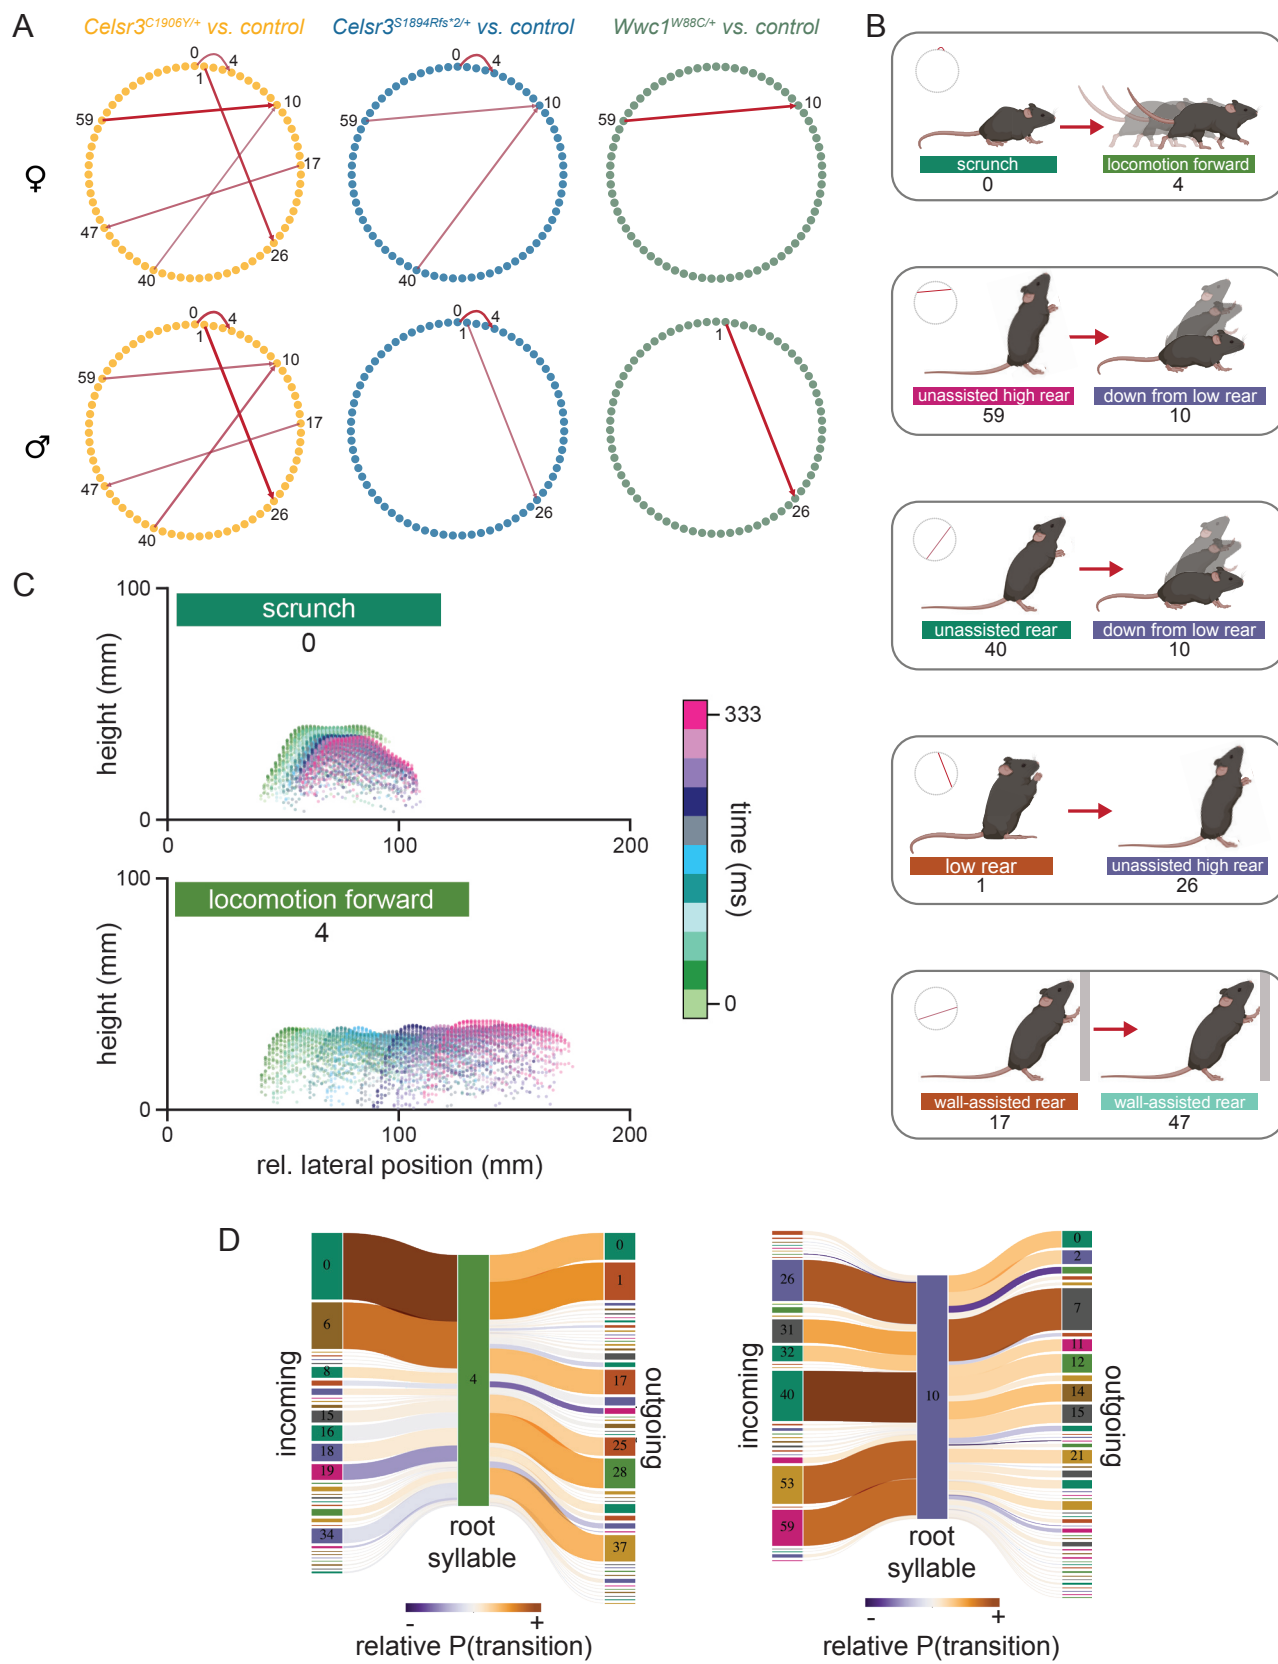 A
Celsr3C1906Y/+ vs. control
Celsr3S1894Rfs*2/+ vs. control
Wwc1W88C/+ vs. control
B
0
4
1
10
59
17
47
26
40
0
4
10
59
40
10
59
♀
0
4
1
10
59
17
47
26
40
0
4
1
26
1
26
♂
scrunch
0
locomotion forward
4
unassisted high rear
59
down from low rear
10
unassisted rear
40
down from low rear
10
low rear
1
unassisted high rear
26
wall-assisted rear
17
wall-assisted rear
47
C
100
scrunch
0
height (mm)
0
0
100
200
100
locomotion forward
4
height (mm)
0
0
100
200
rel. lateral position (mm)
333
time (ms)
0
D
incoming
0
6
8
15
16
18
19
34
4
root
syllable
0
1
17
25
28
37
outgoing
-
+
relative P(transition)
incoming
26
31
32
40
53
59
10
root
syllable
0
2
7
11
12
14
15
21
outgoing
-
+
relative P(transition)